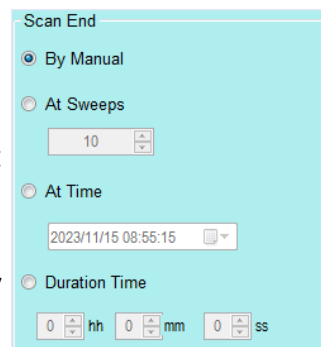 Scan End
By Manual
At Sweeps
10
At Time
2023/11/15 08:55:15
Duration Time
0 hh 0 mm 0 ss